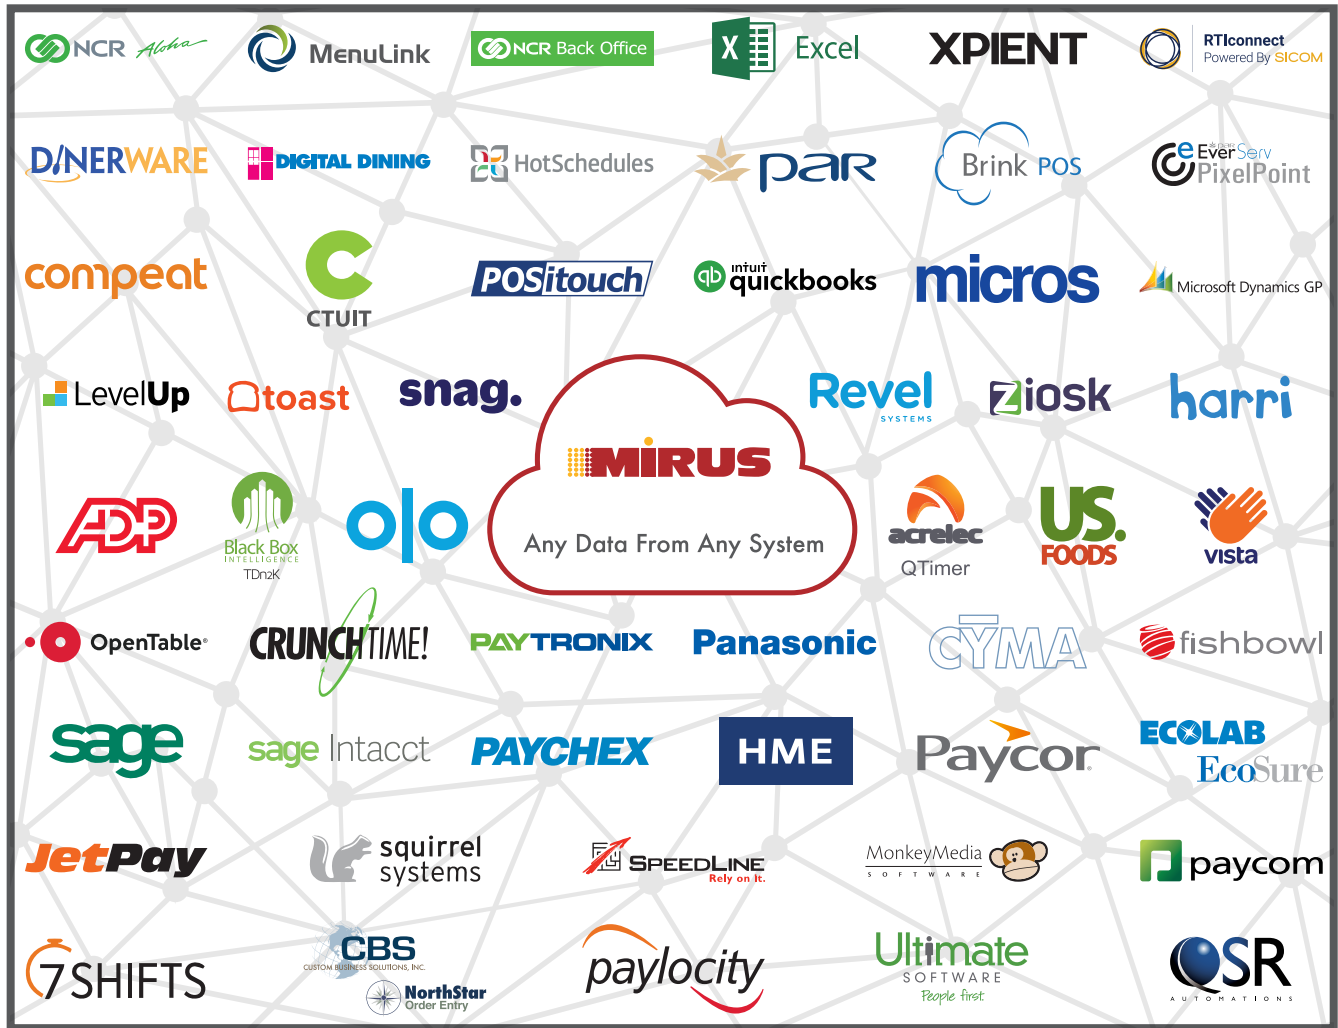 NCR Aloha
MenuLink
NCR Back Office
X Excel
XPIENT
RTIconnect
Powered By SICOM
DINERWARE
DIGITAL DINING
HotSchedules
par
Brink POS
e par EverServ
PixelPoint
compeat
C
CTUIT
POSitouch
qb intuit
quickbooks
micros
Microsoft Dynamics GP
LevelUp
toast
snag.
Revel
SYSTEMS
ziosk
harri
MIRUS
Any Data From Any System
ADP
Black Box
INTELLIGENCE
TDn2K
olo
acrelec
QTimer
US.
FOODS
vista
OpenTable®
CRUNCHTIME!
PAYTRONIX
Panasonic
CYMA
fishbowl
sage
sage Intacct
PAYCHEX
HME
Paycor
ECOLAB
EcoSure
JetPay
squirrel
systems
SPEEDLINE
Rely on It.
MonkeyMedia
SOFTWARE
paycom
7SHIFTS
CBS
CUSTOM BUSINESS SOLUTIONS, INC.
NorthStar
Order Entry
paylocity
Ultimate
SOFTWARE
People first.
QSR
AUTOMATIONS